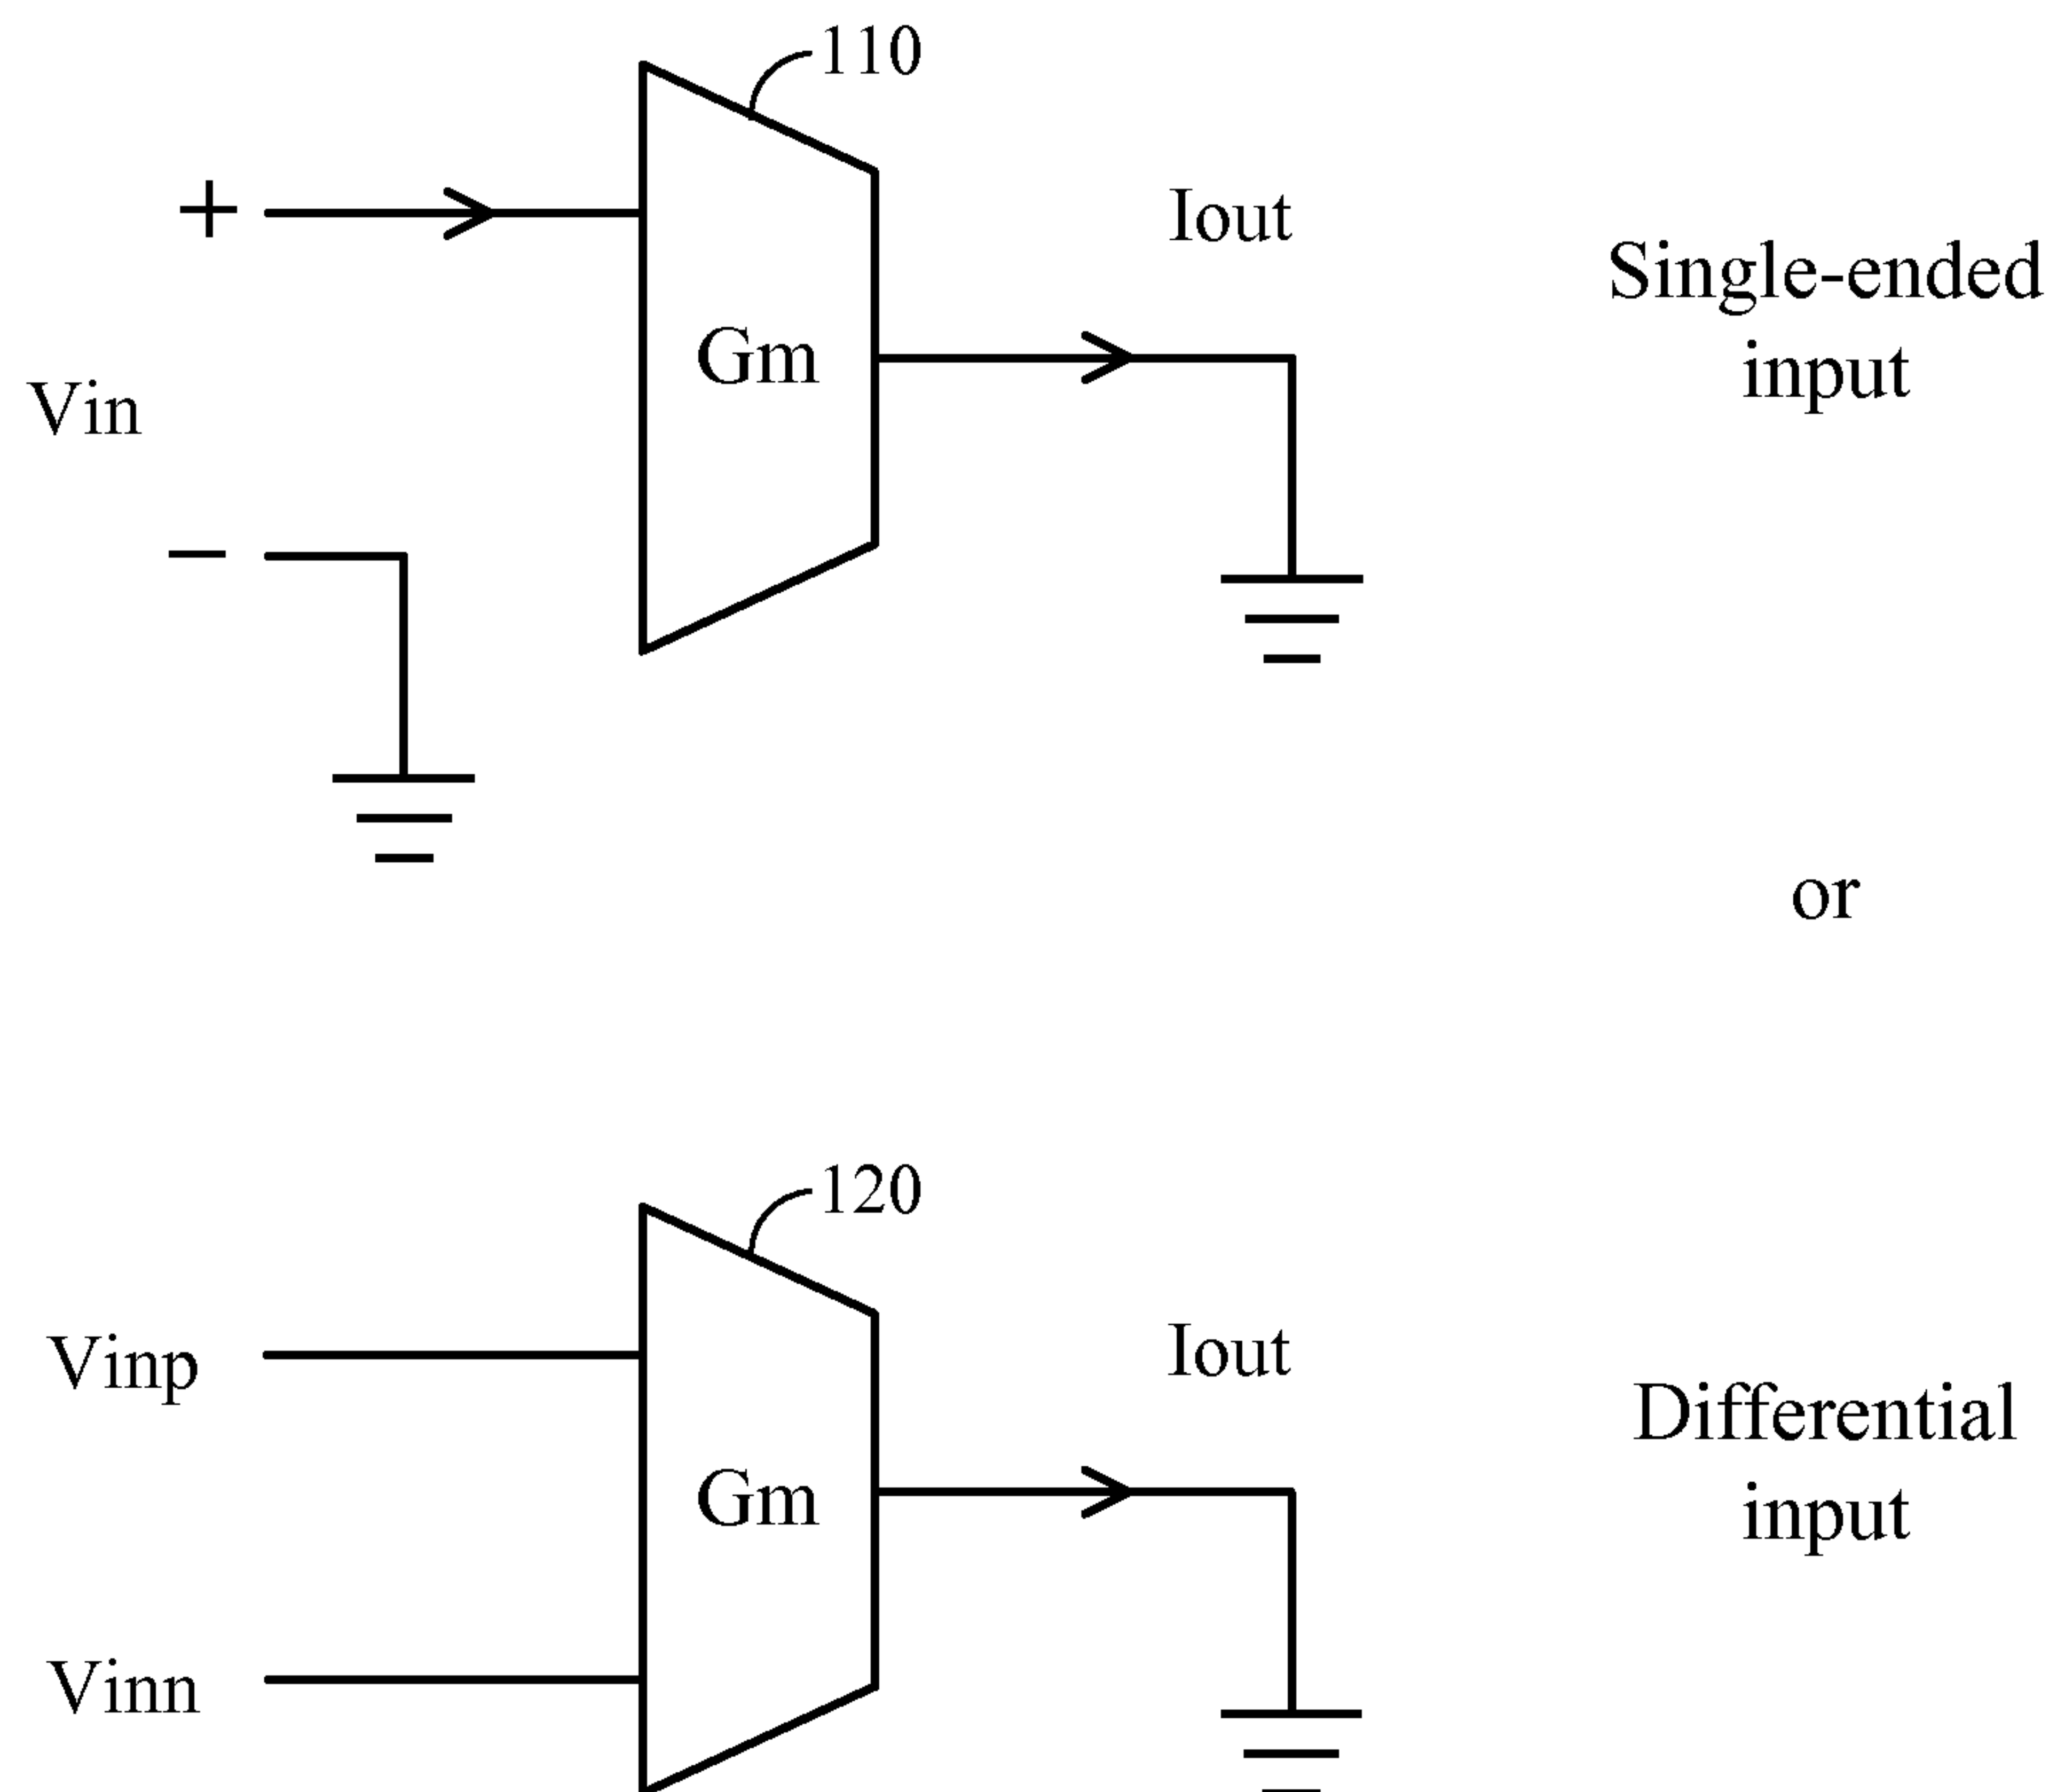 110
+
Iout
Single-ended
input
Gm
Vin
−
or
120
Vinp
Iout
Differential
input
Gm
Vinn